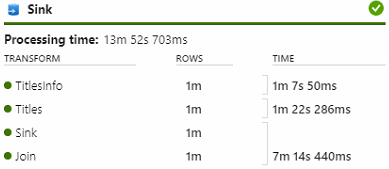 Sink
Processing time: 13m 52s 703ms
TRANSFORM ROWS TIME
TitlesInfo 1m 1m 7s 50ms
Titles 1m 1m 22s 286ms
Sink 1m
Join 1m 7m 14s 440ms